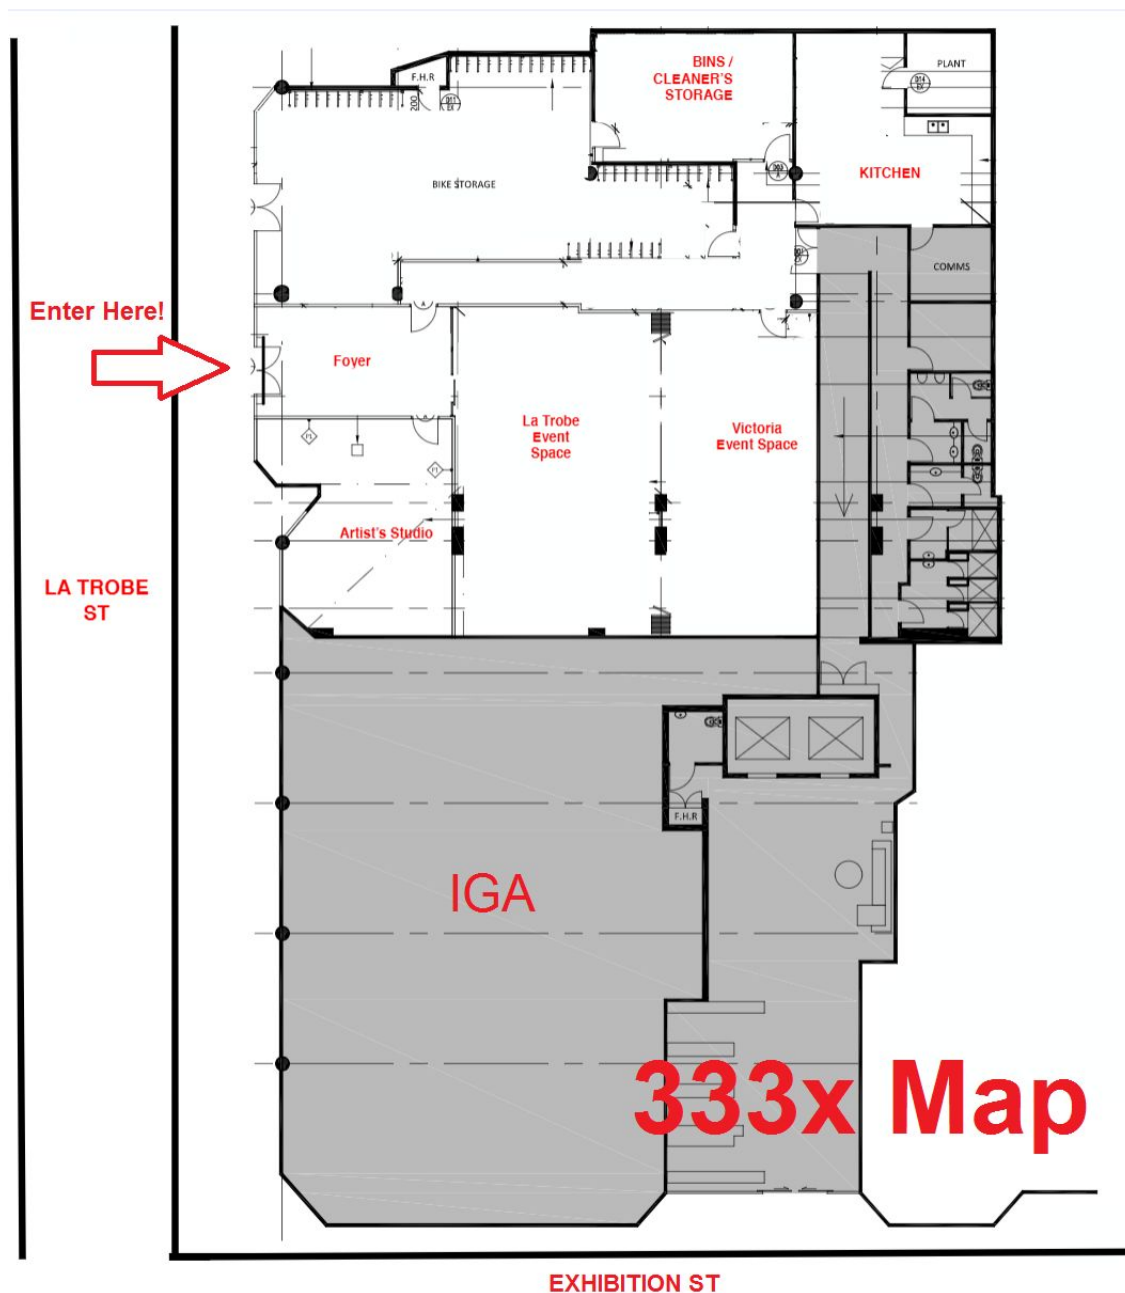 BINS /
CLEANER'S
STORAGE
F.H.R
PLANT
200
KITCHEN
BIKE STORAGE
COMMS
Enter Here!
Foyer
La Trobe
Event
Space
Victoria
Event Space
Artist's Studio
LA TROBE
ST
F.H.R
IGA
333x Map
EXHIBITION ST